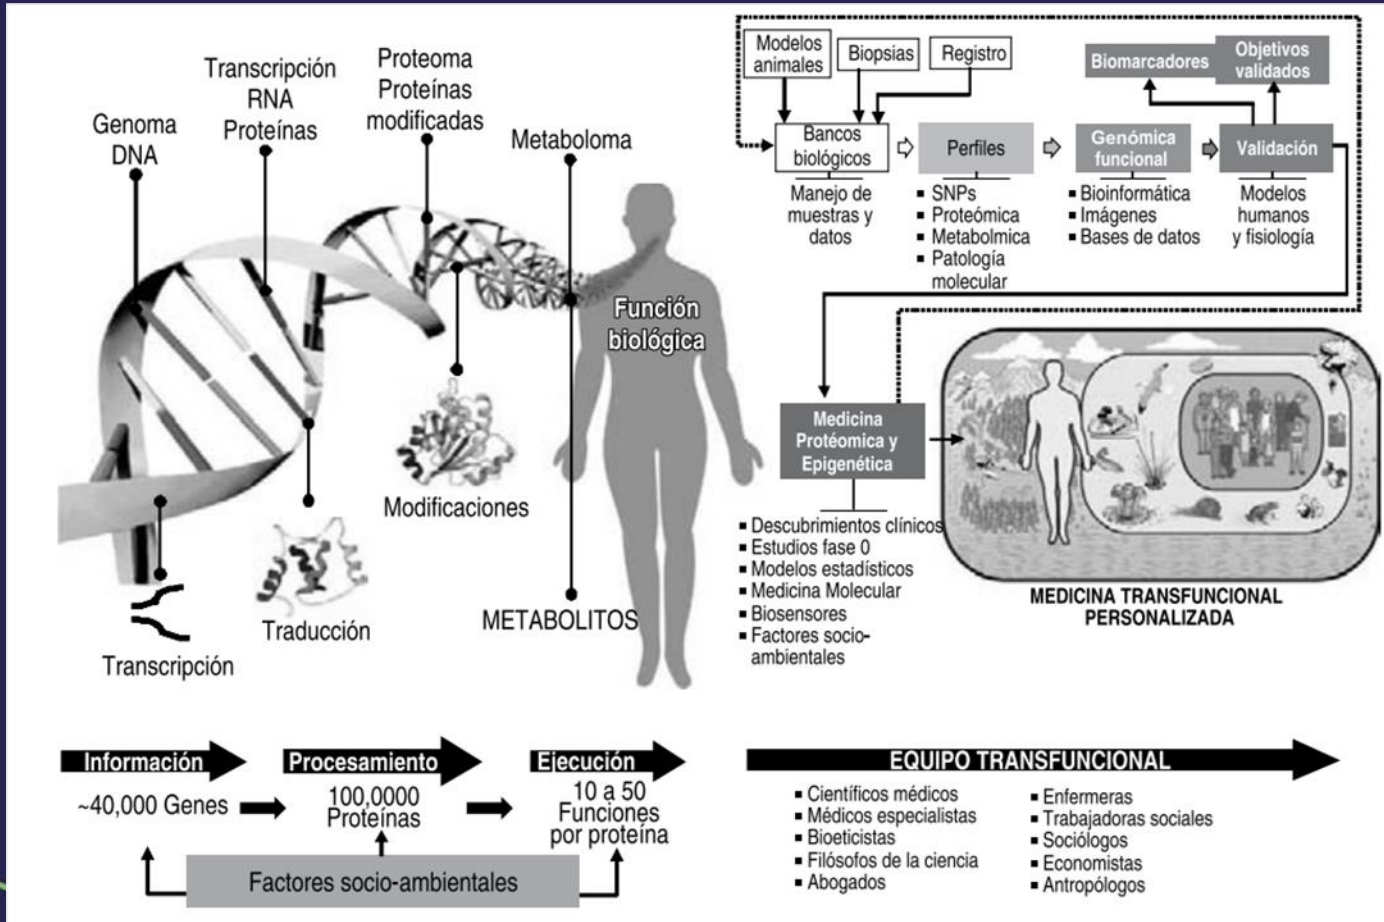 Genoma
DNA
Transcripción
RNA
Proteínas
Proteoma
Proteínas
modificadas
Metaboloma
Función
biológica
Modificaciones
Traducción
Transcripción
METABOLITOS
Información
Procesamiento
Ejecución
~40,000 Genes
100,0000
Proteínas
10 a 50
Funciones
por proteína
Factores socio-ambientales
Modelos
animales
Biopsias
Registro
Biomarcadores
Objetivos
validados
Bancos
biológicos
Perfiles
Genómica
funcional
Validación
Manejo de
muestras y
datos
▪ SNPs
▪ Proteómica
▪ Metabolmica
▪ Patología
molecular
▪ Bioinformática
▪ Imágenes
▪ Bases de datos
Modelos
humanos
y fisiología
Medicina
Protéomica y
Epigenética
▪ Descubrimientos clínicos
▪ Estudios fase 0
▪ Modelos estadísticos
▪ Medicina Molecular
▪ Biosensores
▪ Factores socio-
ambientales
MEDICINA TRANSFUNCIONAL
PERSONALIZADA
EQUIPO TRANSFUNCIONAL
▪ Científicos médicos
▪ Médicos especialistas
▪ Bioeticistas
▪ Filósofos de la ciencia
▪ Abogados
▪ Enfermeras
▪ Trabajadoras sociales
▪ Sociólogos
▪ Economistas
▪ Antropólogos